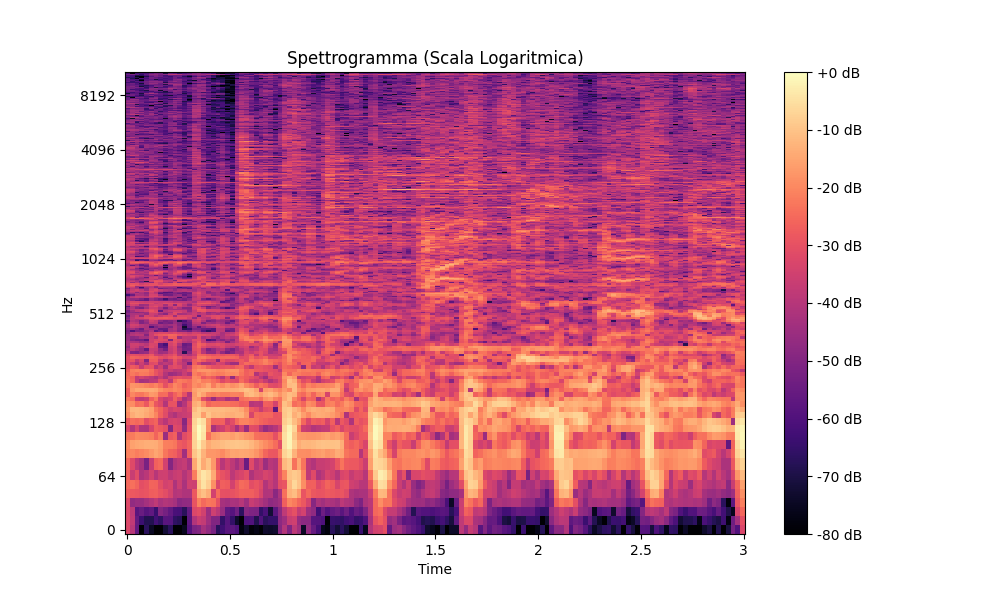 Spettrogramma (Scala Logaritmica)
8192
4096
2048
1024
512
256
128
64
0
Hz
0
0.5
1
1.5
2
2.5
3
Time
+0 dB
-10 dB
-20 dB
-30 dB
-40 dB
-50 dB
-60 dB
-70 dB
-80 dB